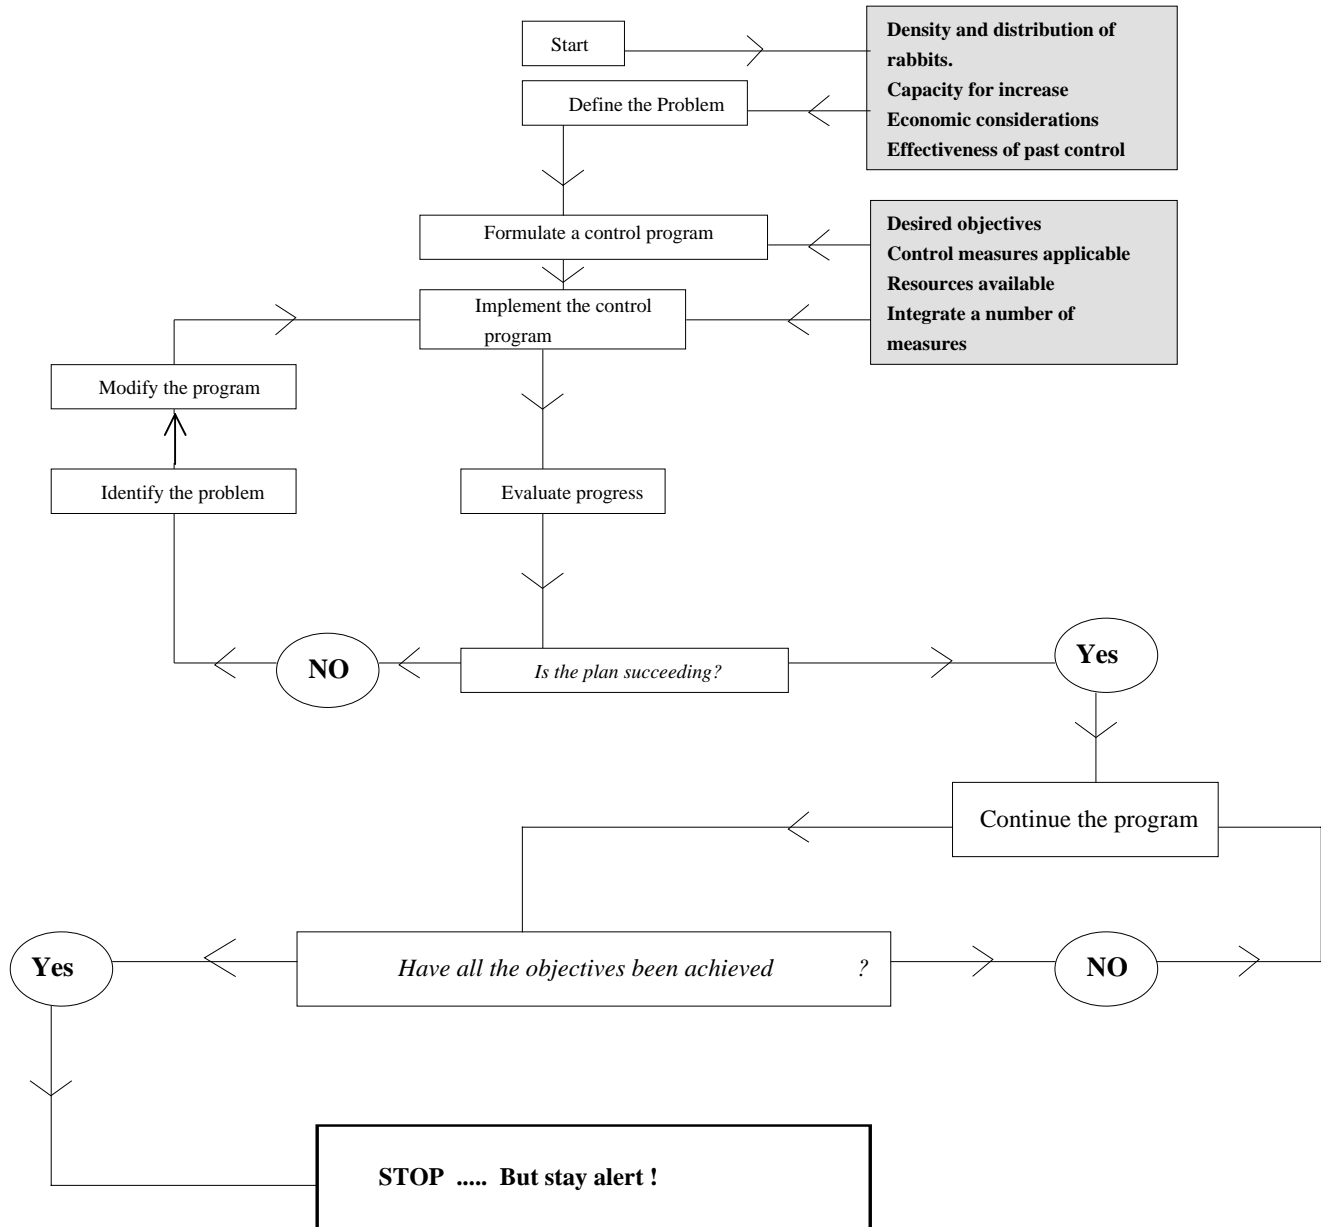 Start
Density and distribution of
rabbits.
Capacity for increase
Economic considerations
Effectiveness of past control
Define the Problem
Formulate a control program
Desired objectives
Control measures applicable
Resources available
Integrate a number of
measures
Implement the control
program
Modify the program
Identify the problem
Evaluate progress
NO
Is the plan succeeding?
Yes
Continue the program
Yes
Have all the objectives been achieved ?
NO
STOP ..... But stay alert !